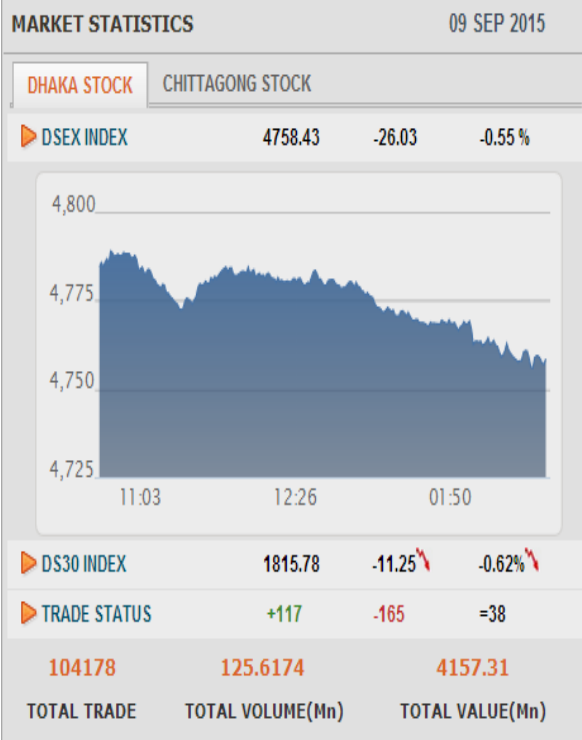 MARKET STATISTICS 09 SEP 2015
DHAKA STOCK CHITTAGONG STOCK
DSEX INDEX 4758.43 -26.03 -0.55 %
4,800
4,775
4,750
4,725
11:03 12:26 01:50
DS30 INDEX 1815.78 -11.25 -0.62%
TRADE STATUS +117 -165 =38
104178 125.6174 4157.31
TOTAL TRADE TOTAL VOLUME(Mn) TOTAL VALUE(Mn)